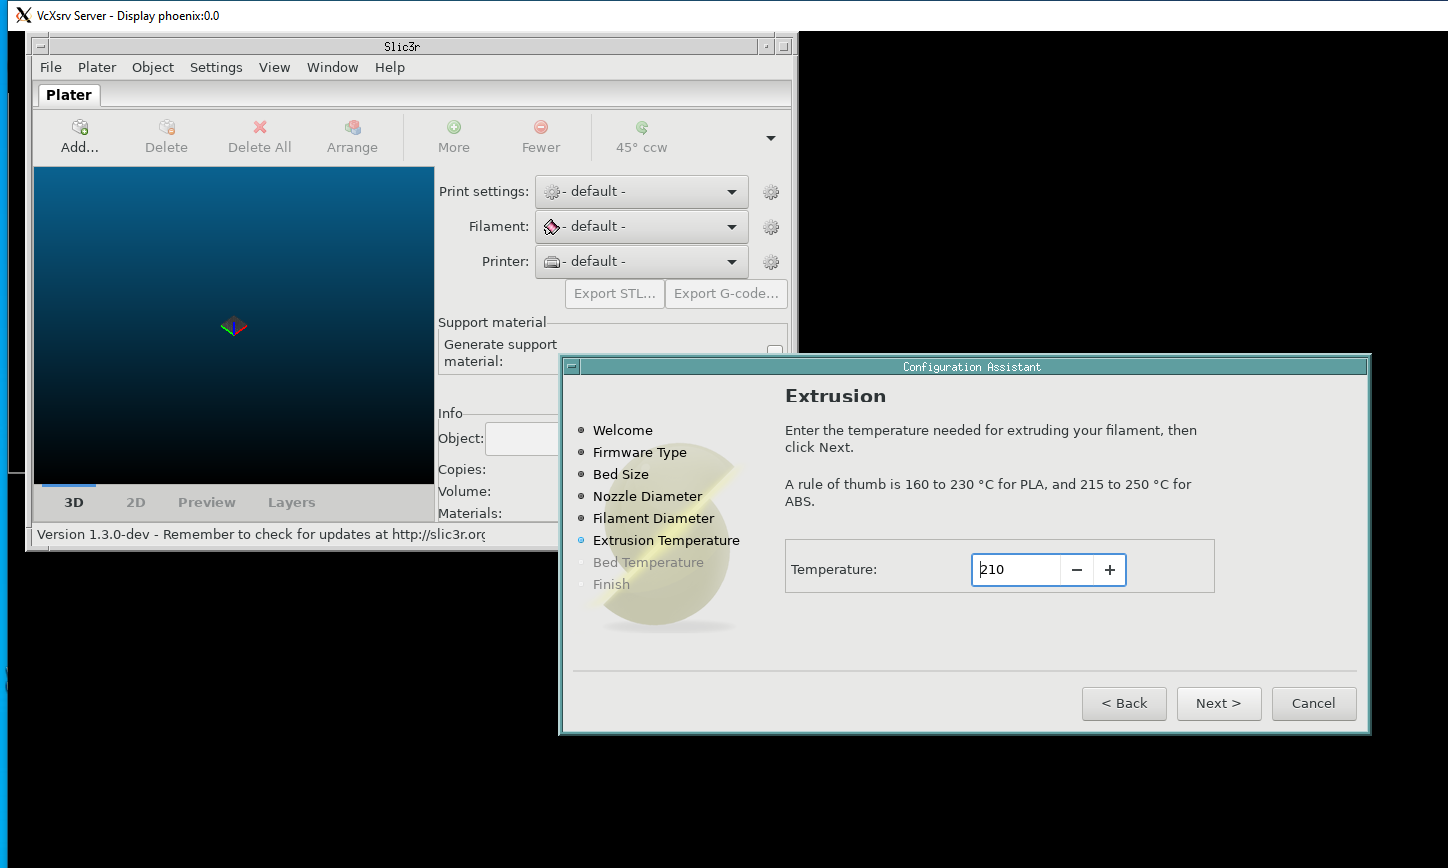 VcXsrv Server - Display phoenix:0.0
Slic3r
File Plater Object Settings View Window Help
Plater
Add... Delete Delete All Arrange More Fewer 45° ccw
Print settings: - default -
Filament: - default -
Printer: - default -
Export STL... Export G-code...
Support material
Generate support
material:
Info
Object:
Copies:
Volume:
Materials:
3D 2D Preview Layers
Version 1.3.0-dev - Remember to check for updates at http://slic3r.org
Configuration Assistant
Extrusion
Welcome
Firmware Type
Bed Size
Nozzle Diameter
Filament Diameter
Extrusion Temperature
Bed Temperature
Finish
Enter the temperature needed for extruding your filament, then
click Next.
A rule of thumb is 160 to 230 °C for PLA, and 215 to 250 °C for
ABS.
Temperature: 210
< Back Next > Cancel